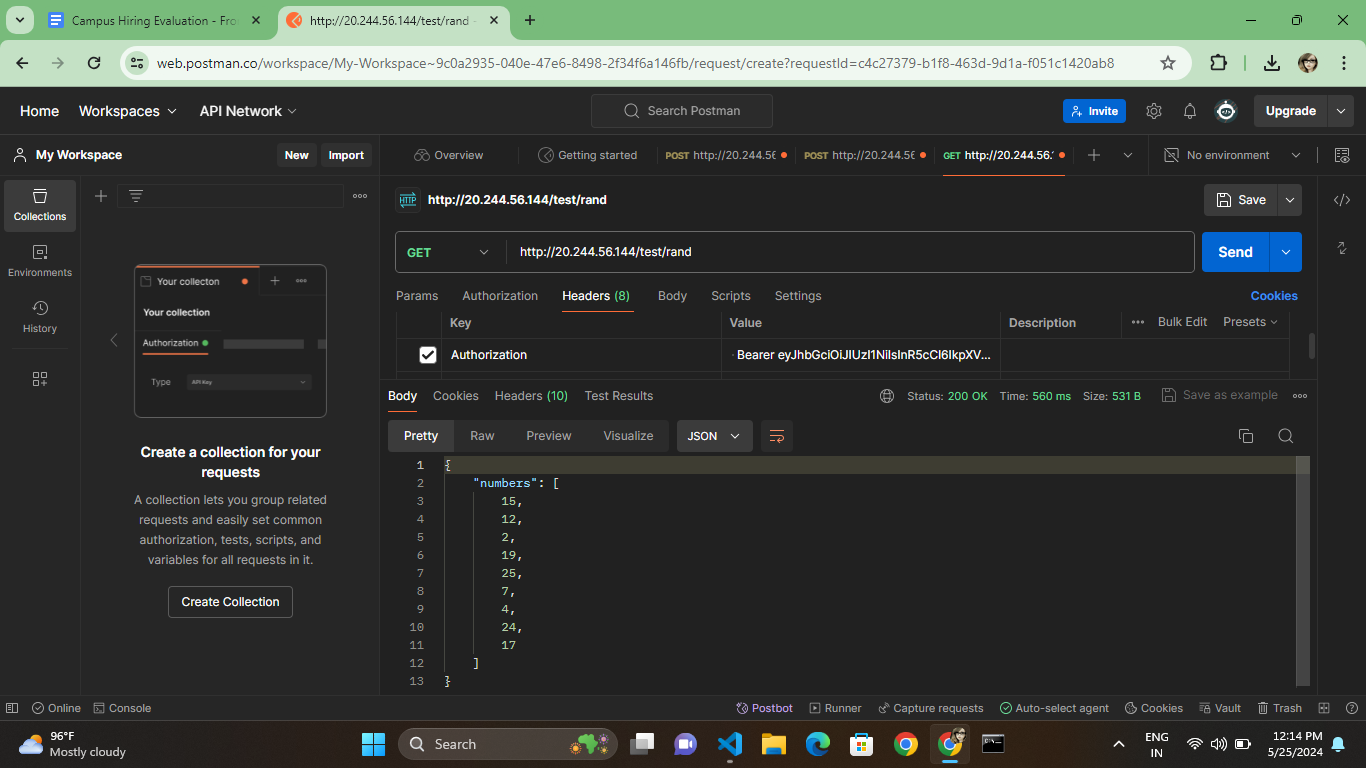 Campus Hiring Evaluation - Fro
http://20.244.56.144/test/rand
web.postman.co/workspace/My-Workspace~9c0a2935-040e-47e6-8498-2f34f6a146fb/request/create?requestId=c4c27379-b1f8-463d-9d1a-f051c1420ab8
Home Workspaces API Network Search Postman Invite Upgrade
My Workspace New Import Overview Getting started POST http://20.244.56 POST http://20.244.56 GET http://20.244.56. No environment
Collections
Environments
History
Your collecton
Your collection
Authorization
Type API Key
Create a collection for your
requests
A collection lets you group related
requests and easily set common
authorization, tests, scripts, and
variables for all requests in it.
Create Collection
HTTP http://20.244.56.144/test/rand Save
GET http://20.244.56.144/test/rand Send
Params Authorization Headers (8) Body Scripts Settings Cookies
Key Value Description Bulk Edit Presets
Authorization Bearer eyJhbGciOiJIUzI1NiIsInR5cCI6IkpXV...
Body Cookies Headers (10) Test Results Status: 200 OK Time: 560 ms Size: 531 B Save as example
Pretty Raw Preview Visualize JSON
1 {
2 "numbers": [
3 15,
4 12,
5 2,
6 19,
7 25,
8 7,
9 4,
10 24,
11 17
12 ]
13 }
Online Console Postbot Runner Capture requests Auto-select agent Cookies Vault Trash
96°F
Mostly cloudy
Search
ENG
IN
12:14 PM
5/25/2024